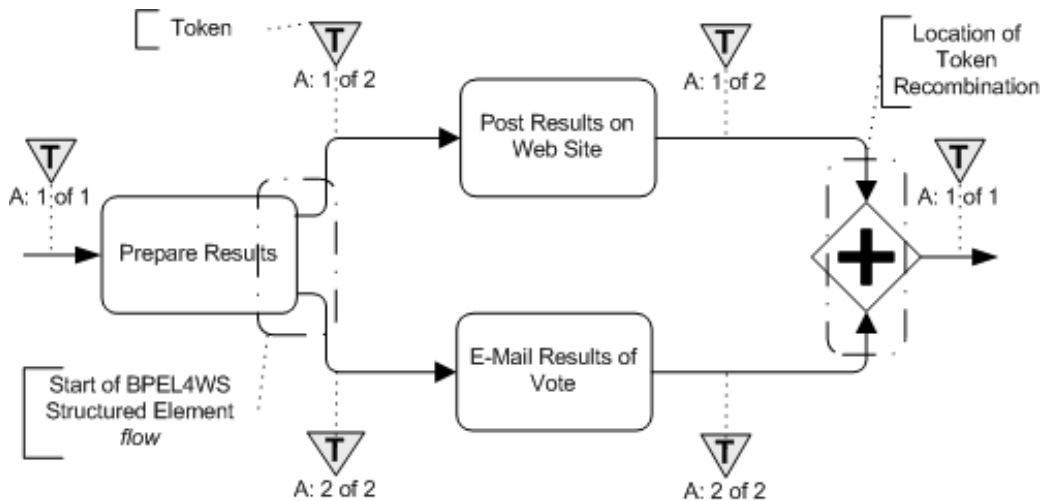 Token
T
A: 1 of 2
T
A: 1 of 2
Location of
Token
Recombination
T
A: 1 of 1
Post Results on
Web Site
T
A: 1 of 1
Prepare Results
E-Mail Results of
Vote
Start of BPEL4WS
Structured Element
flow
T
A: 2 of 2
T
A: 2 of 2